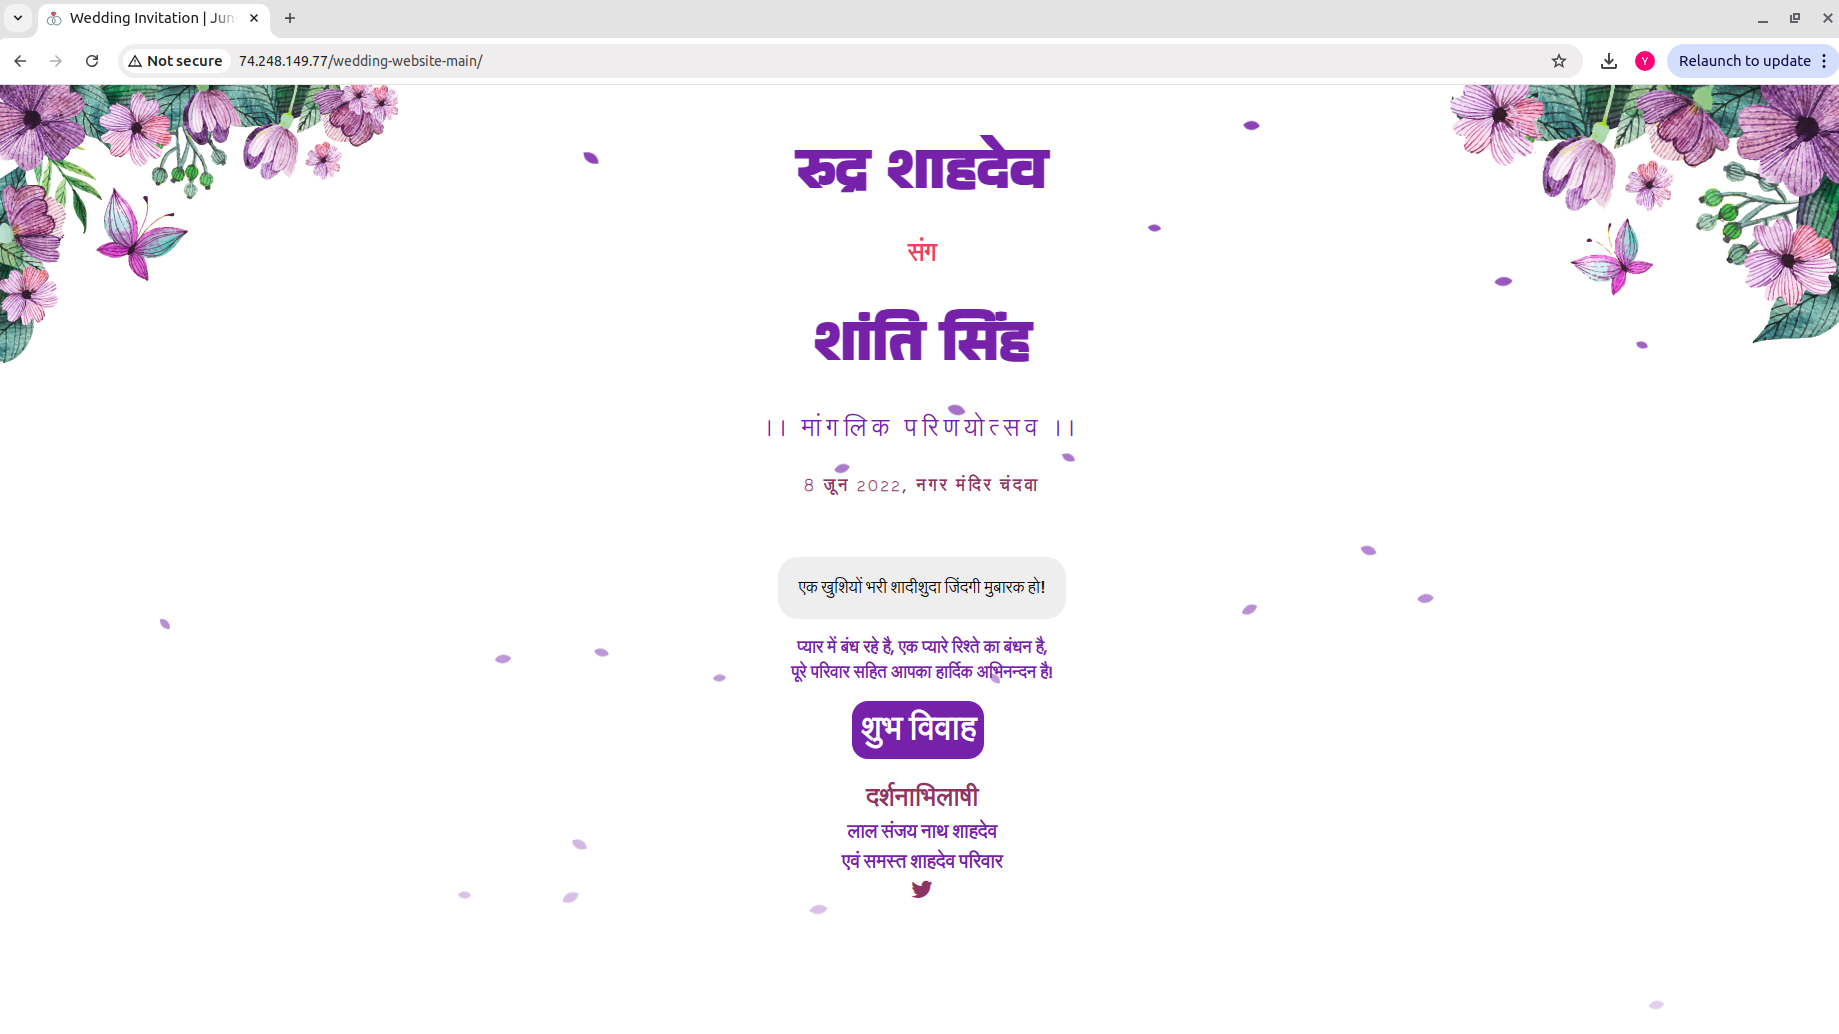 Wedding Invitation | Jun
Not secure
74.248.149.77/wedding-website-main/
Y
Relaunch to update
रुद्र शाहदेव
संग
शांति सिंह
।। मांगलिक परिणयोत्सव ।।
8 जून 2022, नगर मंदिर चंदवा
एक खुशियों भरी शादीशुदा जिंदगी मुबारक हो!
प्यार में बंध रहे है, एक प्यारे रिश्ते का बंधन है,
पूरे परिवार सहित आपका हार्दिक अभिनन्दन है!
शुभ विवाह
दर्शनाभिलाषी
लाल संजय नाथ शाहदेव
एवं समस्त शाहदेव परिवार